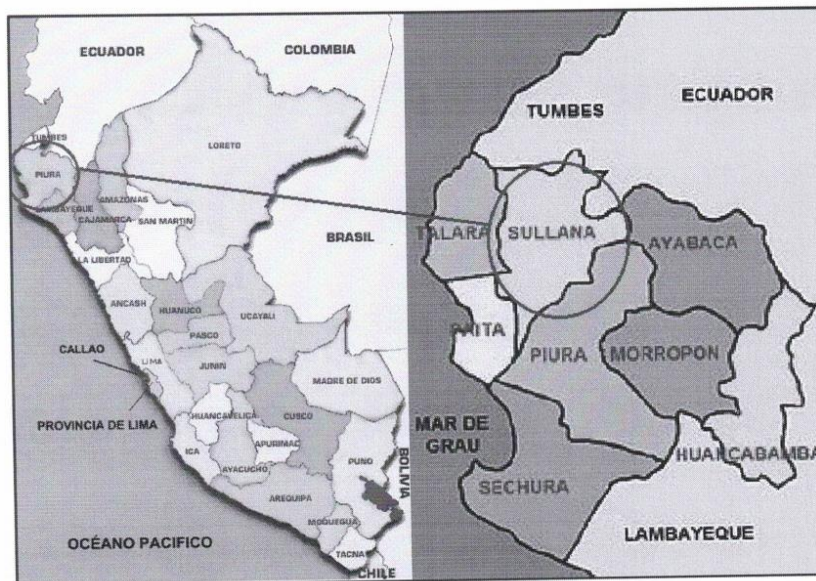 ECUADOR
COLOMBIA
TUMBES
PIURA
LORETO
LAMBAYEQUE
AMAZONAS
CAJAMARCA
SAN MARTIN
BRASIL
LA LIBERTAD
ANCASH
HUANUCO
UCAYALI
PASCO
CALLAO
LIMA
JUNIN
MADRE DE DIOS
PROVINCIA DE LIMA
HUANCAVELICA
CUSCO
ICA
APURIMAC
AYACUCHO
PUNO
BOLIVIA
AREQUIPA
MOQUEGUA
OCÉANO PACIFICO
TACNA
CHILE
ECUADOR
TUMBES
TALARA
SULLANA
AYABACA
PAITA
PIURA
MORROPON
MAR DE
GRAU
HUANCABAMBA
SECHURA
LAMBAYEQUE